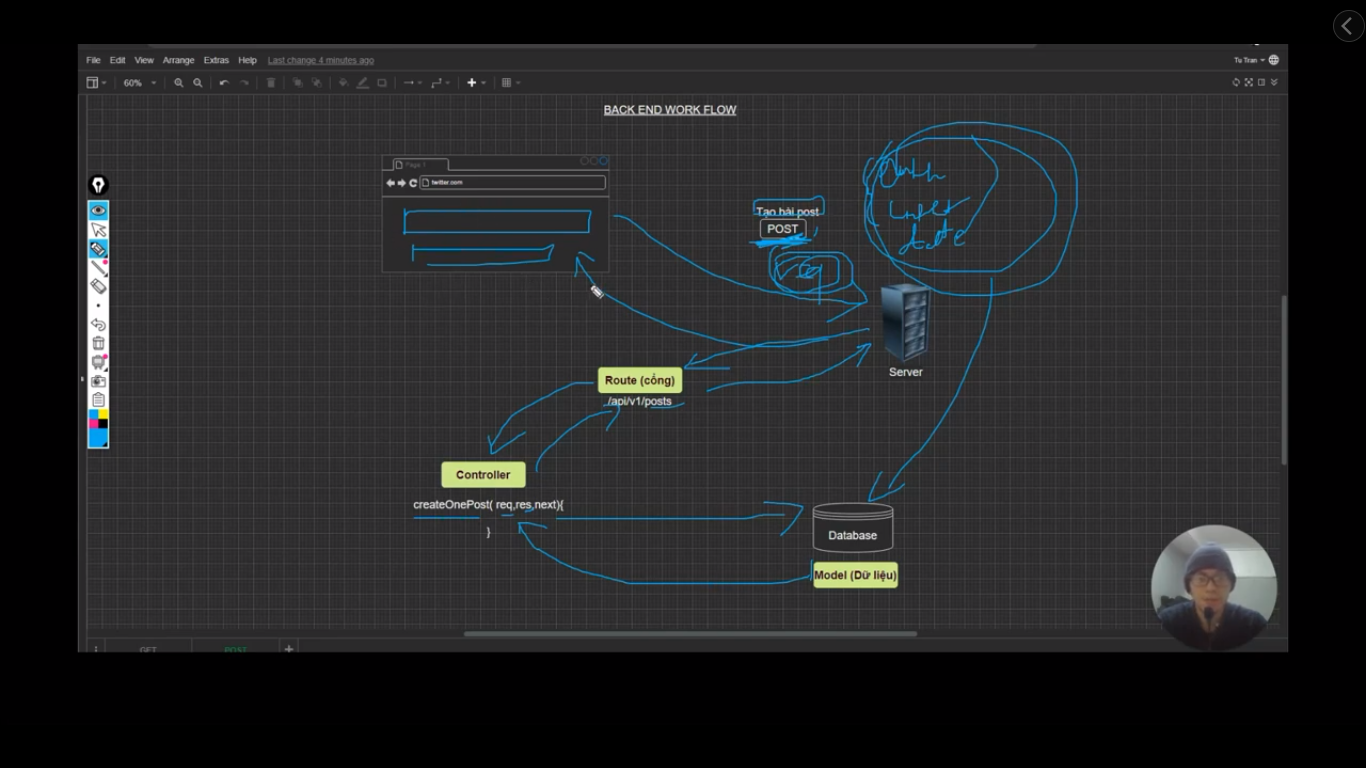 File Edit View Arrange Extras Help Last change 4 minutes ago
Tu Tran
60%
BACK END WORK FLOW
Page 1
twitter.com
Tạo bài post
POST
req
Server
Route (cổng)
/api/v1/posts
Controller
createOnePost( req,res,next){
}
Database
Model (Dữ liệu)
GET POST